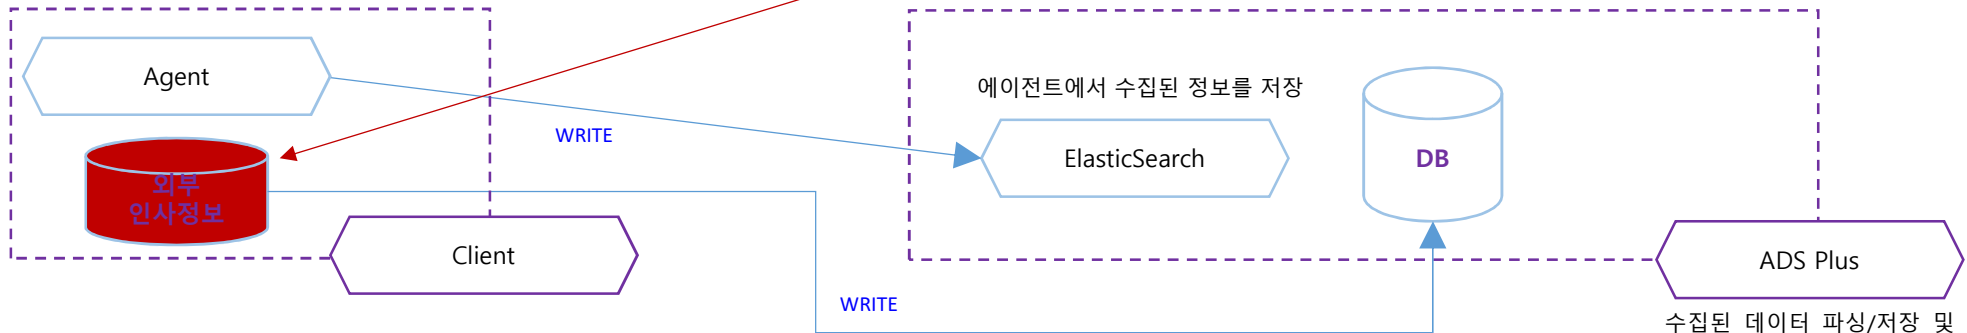 Agent
에이전트에서 수집된 정보를 저장
WRITE
ElasticSearch
DB
외부
인사정보
Client
ADS Plus
WRITE
수집된 데이터 파싱/저장 및